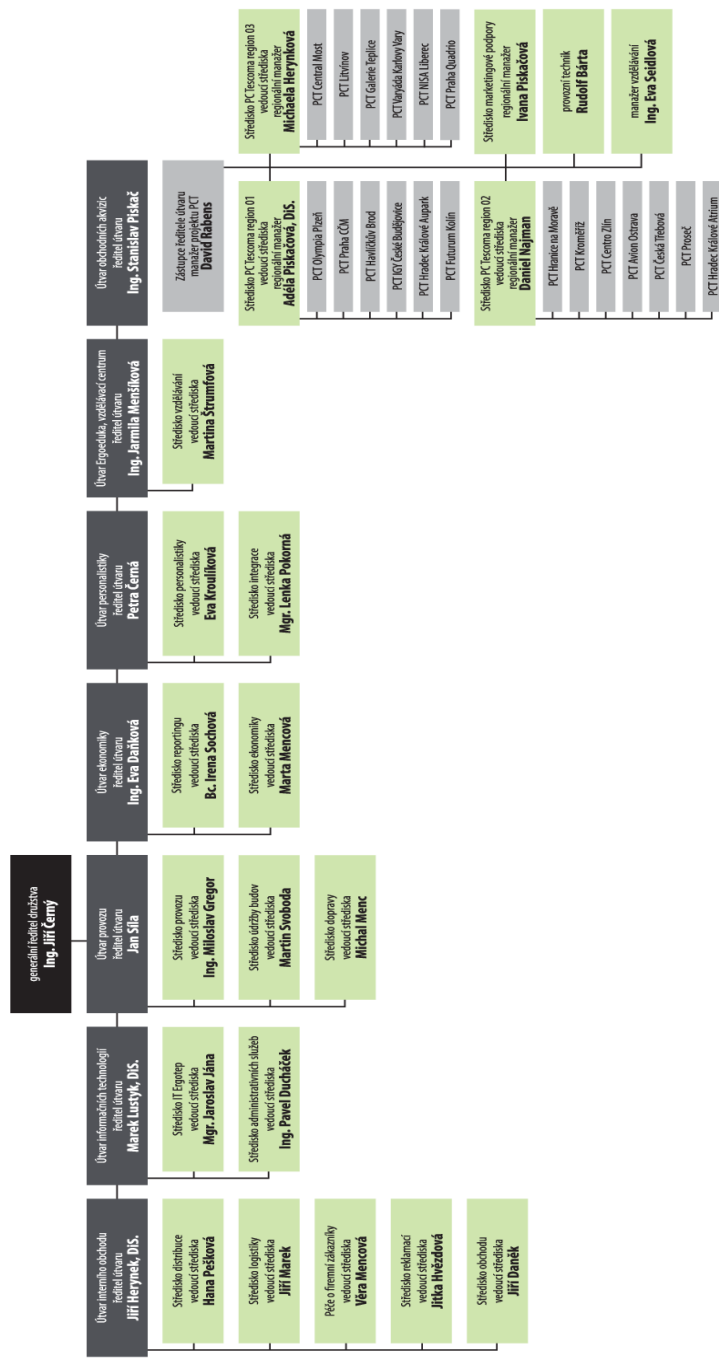 generální ředitel družstva
Ing. Jiří Černý
Útvar interního obchodu
ředitel útvaru
Jiří Herynek, DiS.
Středisko distribuce
vedoucí střediska
Hana Pešková
Středisko logistiky
vedoucí střediska
Jiří Marek
Péče o firemní zákazníky
vedoucí střediska
Věra Mencová
Středisko reklamací
vedoucí střediska
Jitka Hvězdová
Středisko obchodu
vedoucí střediska
Jiří Daněk
Útvar informačních technologií
ředitel útvaru
Marek Lustyk, DiS.
Středisko IT Ergotep
vedoucí střediska
Mgr. Jaroslav Jána
Středisko administrativních služeb
vedoucí střediska
Ing. Pavel Ducháček
Útvar provozu
ředitel útvaru
Jan Síla
Středisko provozu
vedoucí střediska
Ing. Miloslav Gregor
Středisko údržby budov
vedoucí střediska
Martin Svoboda
Středisko dopravy
vedoucí střediska
Michal Menc
Útvar ekonomiky
ředitel útvaru
Ing. Eva Daňková
Středisko reportingu
vedoucí střediska
Bc. Irena Sochová
Středisko ekonomiky
vedoucí střediska
Marta Mencová
Útvar personalistiky
ředitel útvaru
Petra Černá
Středisko personalistiky
vedoucí střediska
Eva Kroulíková
Středisko integrace
vedoucí střediska
Mgr. Lenka Pokorná
Útvar Ergoeduka, vzdělávací centrum
ředitel útvaru
Ing. Jarmila Menšíková
Středisko vzdělávání
vedoucí střediska
Martina Štrumfová
Útvar obchodních akvizic
ředitel útvaru
Ing. Stanislav Piskač
Zástupce ředitele útvaru
manažer projektu PCT
David Rabens
Středisko PC Tescoma region 01
vedoucí střediska
regionální manažer
Adéla Piskačová, DiS.
PCT Olympia Plzeň
PCT Praha CČM
PCT Havlíčkův Brod
PCT IGY České Budějovice
PCT Hradec Králové Aupark
PCT Futurum Kolín
Středisko PC Tescoma region 03
vedoucí střediska
regionální manažer
Michaela Herynková
PCT Central Most
PCT Litvínov
PCT Galerie Teplice
PCT Varyáda Karlovy Vary
PCT NISA Liberec
PCT Praha Quadrio
Středisko PC Tescoma region 02
vedoucí střediska
regionální manažer
Daniel Najman
PCT Hranice na Moravě
PCT Kroměříž
PCT Centro Zlín
PCT Avion Ostrava
PCT Česká Třebová
PCT Proseč
PCT Hradec Králové Atrium
Středisko marketingové podpory
regionální manažer
Ivana Piskačová
provozní technik
Rudolf Bárta
manažer vzdělávání
Ing. Eva Seidlová